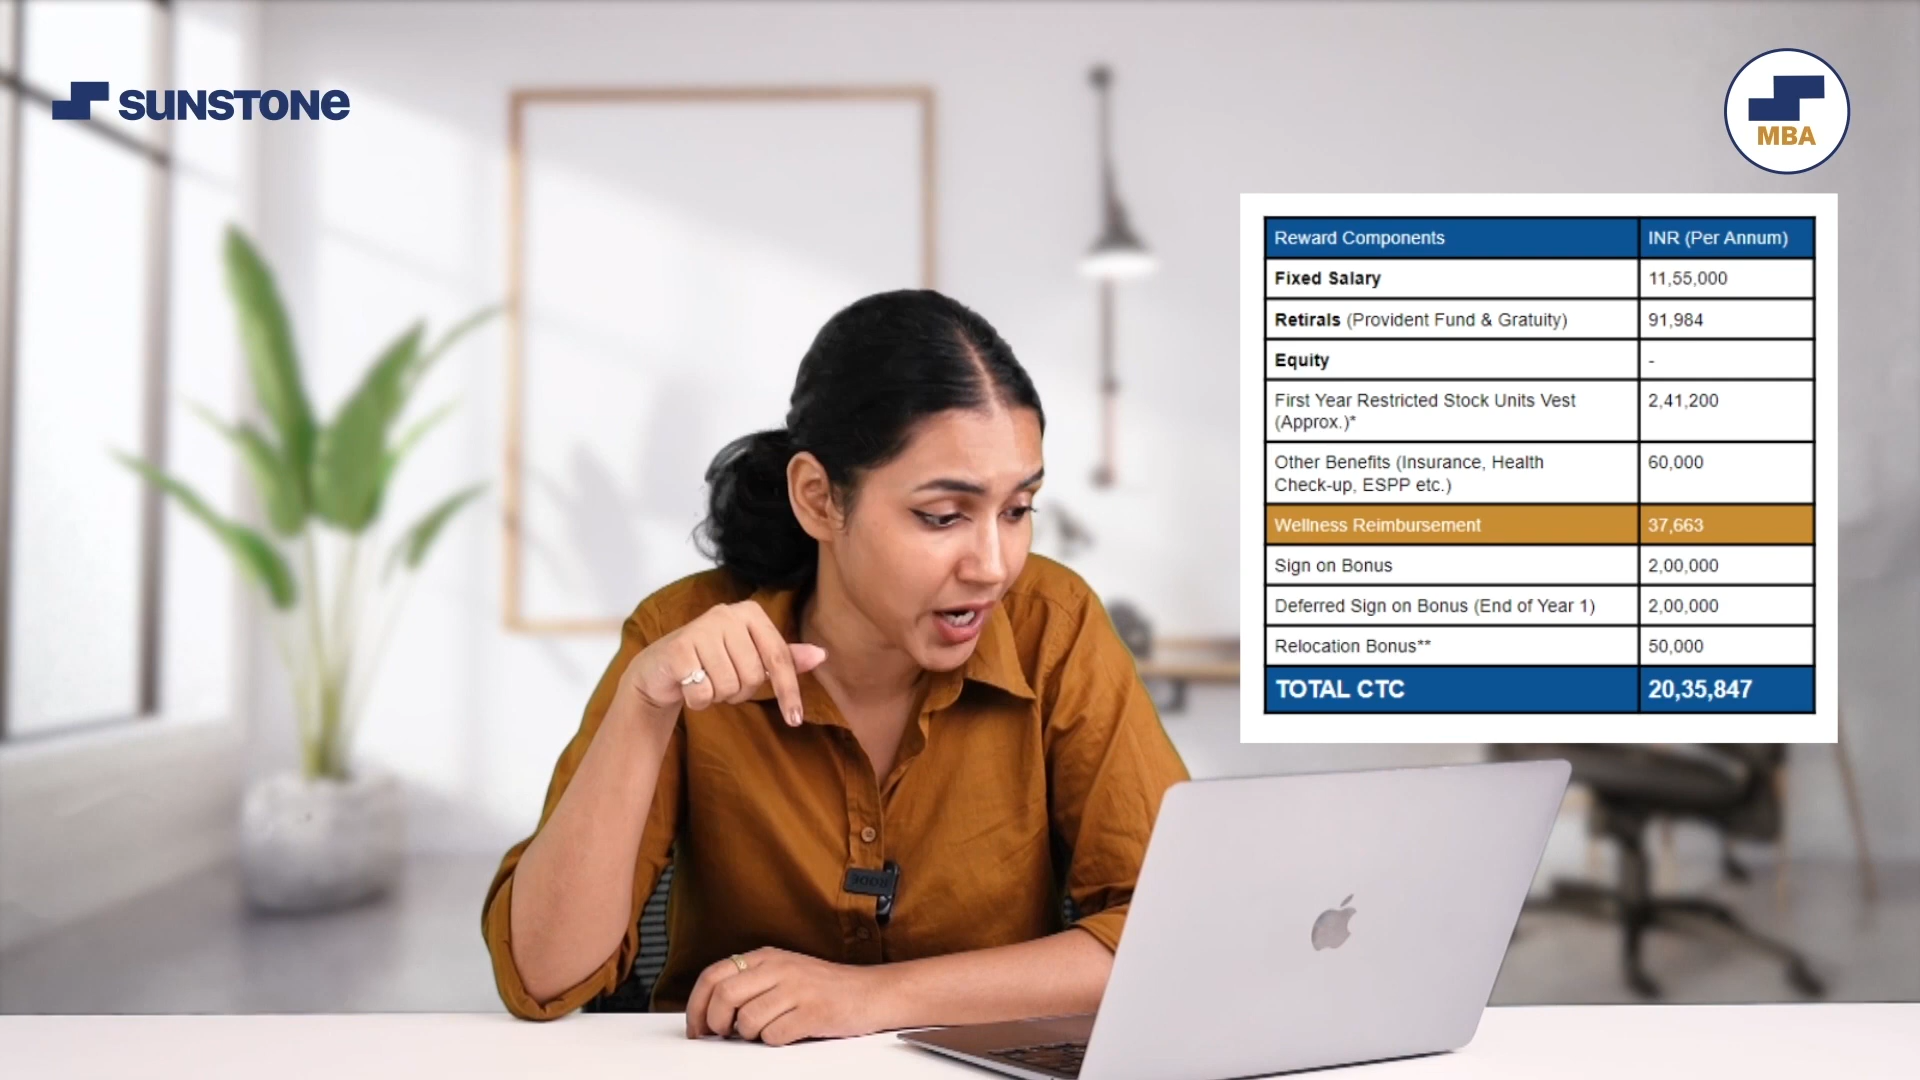 SUNSTONE
MBA
Reward Components INR (Per Annum)
Fixed Salary 11,55,000
Retirals (Provident Fund & Gratuity) 91,984
Equity -
First Year Restricted Stock Units Vest 2,41,200
(Approx.)*
Other Benefits (Insurance, Health 60,000
Check-up, ESPP etc.)
Wellness Reimbursement 37,663
Sign on Bonus 2,00,000
Deferred Sign on Bonus (End of Year 1) 2,00,000
Relocation Bonus** 50,000
TOTAL CTC 20,35,847
RODE